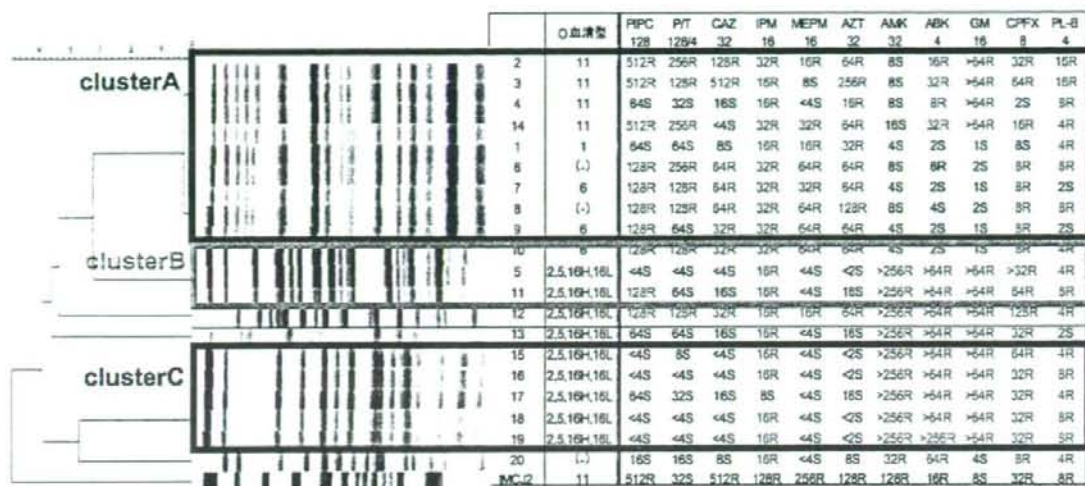 O血清型 PIPC P/T CAZ IPM MEPM AZT AMK ABK GM CPFX PL-B
128 128/4 32 16 16 32 32 4 16 8 4
clusterA
2 11 512R 256R 128R 32R 16R 64R 8S 16R >64R 32R 16R
3 11 512R 128R 512R 16R 8S 256R 8S 32R >64R 64R 16R
4 11 64S 32S 16S 16R <4S 16R 8S 8R >64R 2S 8R
14 11 512R 256R <4S 32R 32R 64R 16S 32R >64R 16R 4R
1 1 64S 64S 8S 16R 16R 32R 4S 2S 1S 8S 4R
6 (-) 128R 256R 64R 32R 64R 64R 8S 8R 2S 8R 8R
7 6 128R 128R 64R 32R 32R 64R 4S 2S 1S 8R 2S
8 (-) 128R 128R 64R 32R 64R 128R 8S 4S 2S 8R 8R
9 6 128R 64S 32R 32R 64R 64R 4S 2S 1S 8R 2S
clusterB
10 6 128R 128R 32R 32R 64R 64R 4S 2S 1S 8R 8R
5 2,5,16H,16L <4S <4S <4S 16R <4S <2S >256R >64R >64R >32R 4R
11 2,5,16H,16L 128R 64S 16S 16R <4S 16S >256R >64R >64R 64R 8R
12 2,5,16H,16L 128R 128R 32R 16R 16R 64R >256R >64R >64R 128R 4R
13 2,5,16H,16L 64S 64S 16S 16R <4S 16S >256R >64R >64R 32R 2S
clusterC
15 2,5,16H,16L <4S 8S <4S 16R <4S <2S >256R >64R >64R 64R 4R
16 2,5,16H,16L <4S <4S <4S 16R <4S <2S >256R >64R >64R 32R 8R
17 2,5,16H,16L 64S 32S 16S 8S <4S 16S >256R >64R >64R 32R 4R
18 2,5,16H,16L <4S <4S <4S 16R <4S <2S >256R >64R >64R 32R 8R
19 2,5,16H,16L <4S <4S <4S 16R <4S <2S >256R >256R >64R 32R 8R
20 (-) 16S 16S 8S 16R <4S 8S 32R 64R 4S 8R 4R
IMCJ2 11 512R 32S 512R 128R 256R 128R 128R 16R 8S 32R 8R